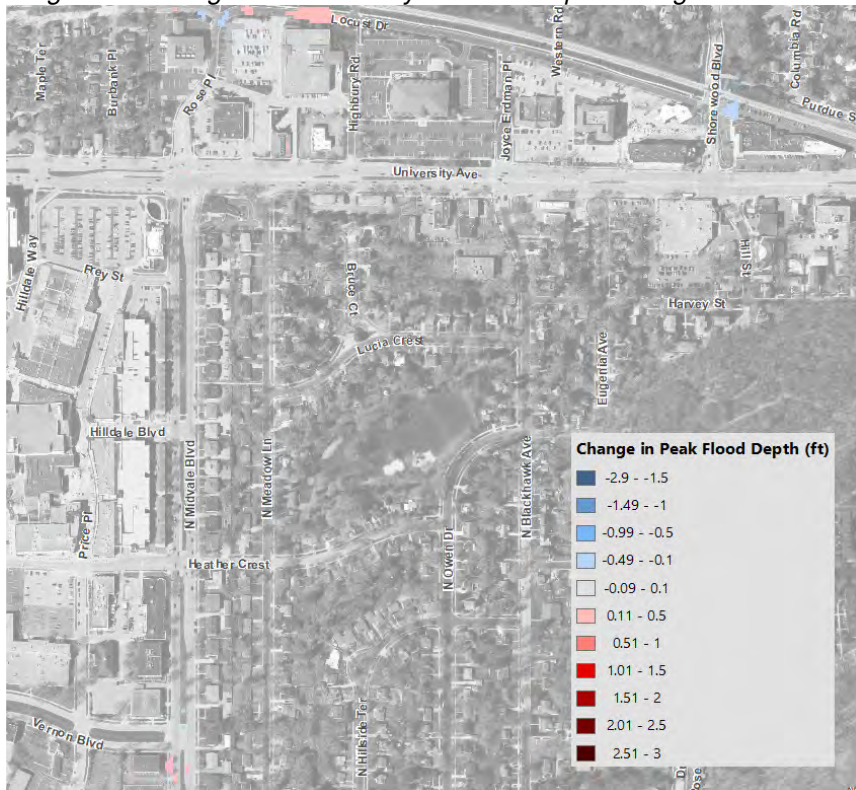 Locust Dr
Western Rd
Maple Ter
Burbank Pl
Rose Pl
Highbury Rd
Joyce Erdman Pl
Shorewood Blvd
Columbia Rd
Purdue S
University Ave
Hilldale Way
Frey St
Bruce Ct
Hill St
Harvey St
Lucia Crest
Eugenia Ave
Hilldale Blvd
N Midvale Blvd
N Meadow Ln
N Blackhawk Ave
Price Pl
Heather Crest
N Owen Dr
Vernon Blvd
N Hillside Ter
Change in Peak Flood Depth (ft)
-2.9 - -1.5
-1.49 - -1
-0.99 - -0.5
-0.49 - -0.1
-0.09 - 0.1
0.11 - 0.5
0.51 - 1
1.01 - 1.5
1.51 - 2
2.01 - 2.5
2.51 - 3